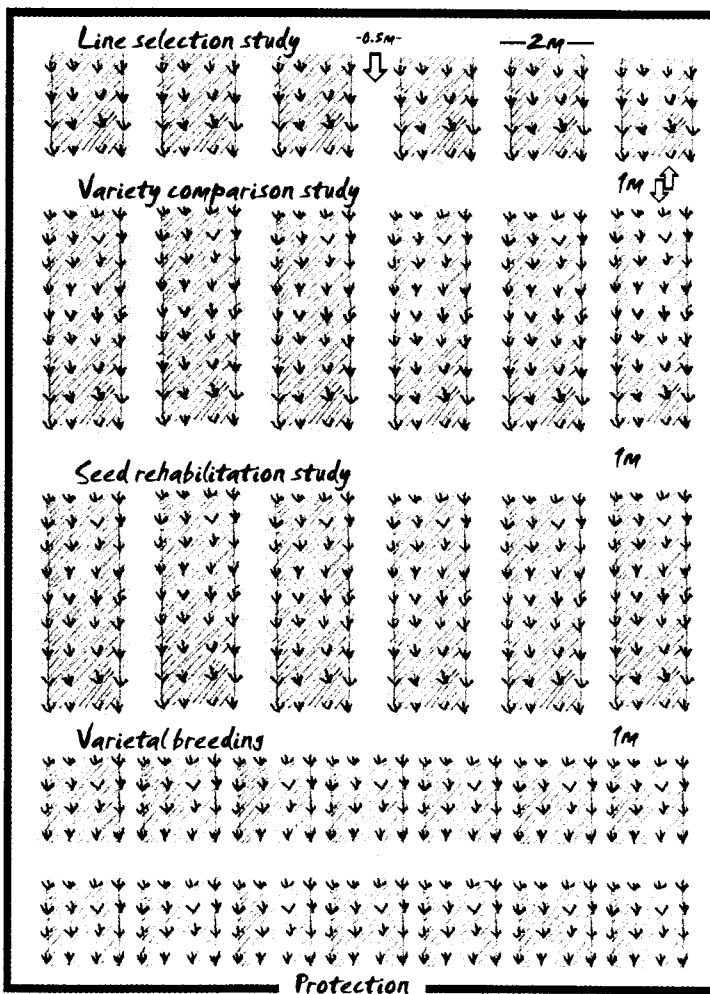 Line selection study
-0.5M-
2M
Variety comparison study
1M
Seed rehabilitation study
1M
Varietal breeding
1M
Protection